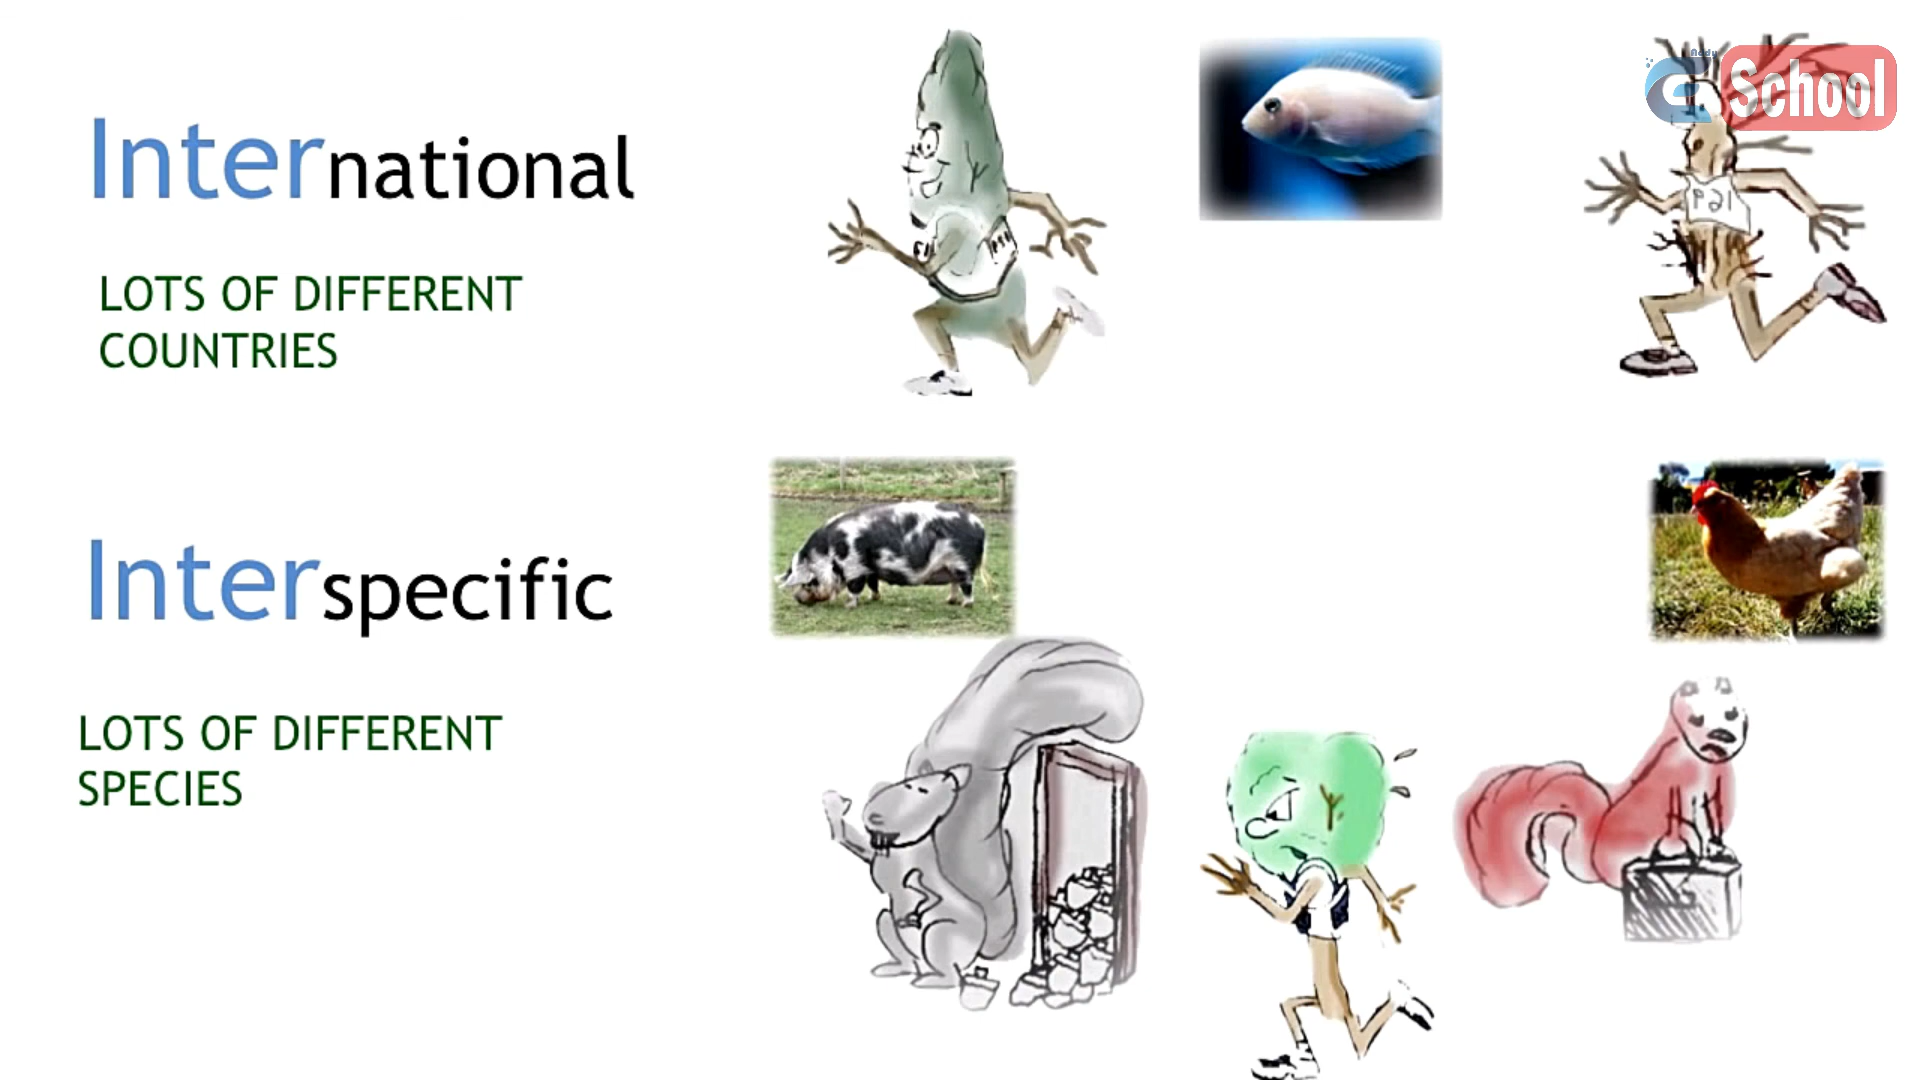 International
LOTS OF DIFFERENT
COUNTRIES
Interspecific
LOTS OF DIFFERENT
SPECIES
School